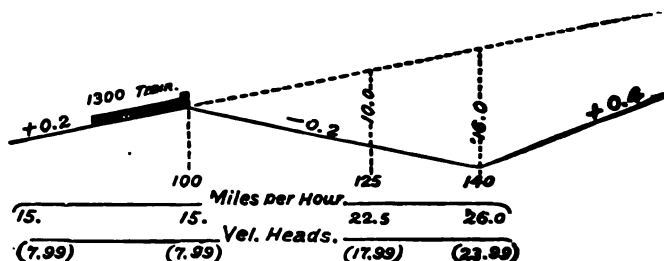 1300 TRAIN.
+0.2
-0.2
10.0
16.0
+0.4
100 125 140
Miles per Hour.
15. 15. 22.5 26.0
Vel. Heads.
(7.99) (7.99) (17.99) (23.99)